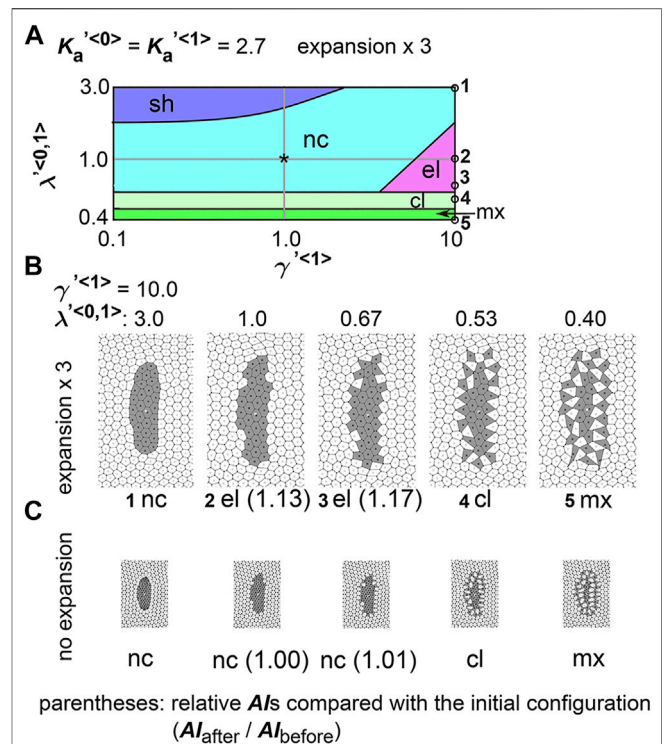 A
Ka'<0> = Ka'<1> = 2.7 expansion x 3
3.0
1.0
0.4
λ'<0,1>
sh
nc
el
cl
mx
1
2
3
4
5
0.1 1.0 10
γ'<1>
B
γ'<1> = 10.0
λ'<0,1>: 3.0 1.0 0.67 0.53 0.40
expansion x 3
1 nc 2 el (1.13) 3 el (1.17) 4 cl 5 mx
C
no expansion
nc nc (1.00) nc (1.01) cl mx
parentheses: relative AIs compared with the initial configuration
(AIafter / AIbefore)